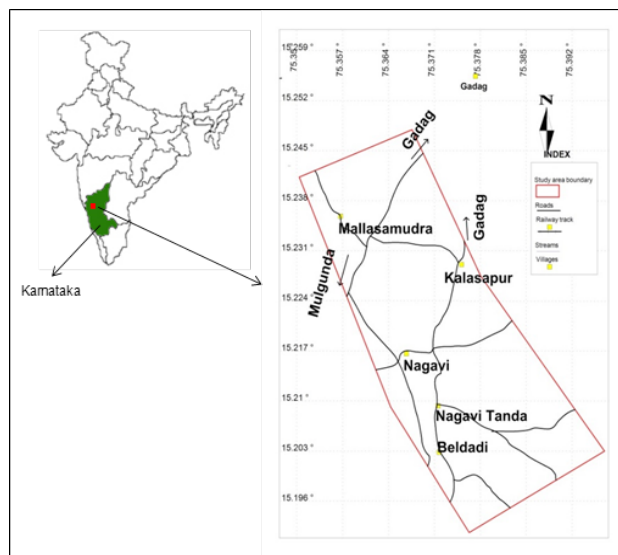 Karnataka
75.35°
75.357°
75.364°
75.371°
75.378°
75.385°
75.392°
15.259°
15.252°
15.245°
15.238°
15.231°
15.224°
15.217°
15.21°
15.203°
15.196°
Gadag
N
INDEX
Study area boundary
Roads
Railway track
Streams
Villages
Gadag
Gadag
Mallasamudra
Kalasapur
Mulgunda
Nagavi
Nagavi Tanda
Beldadi